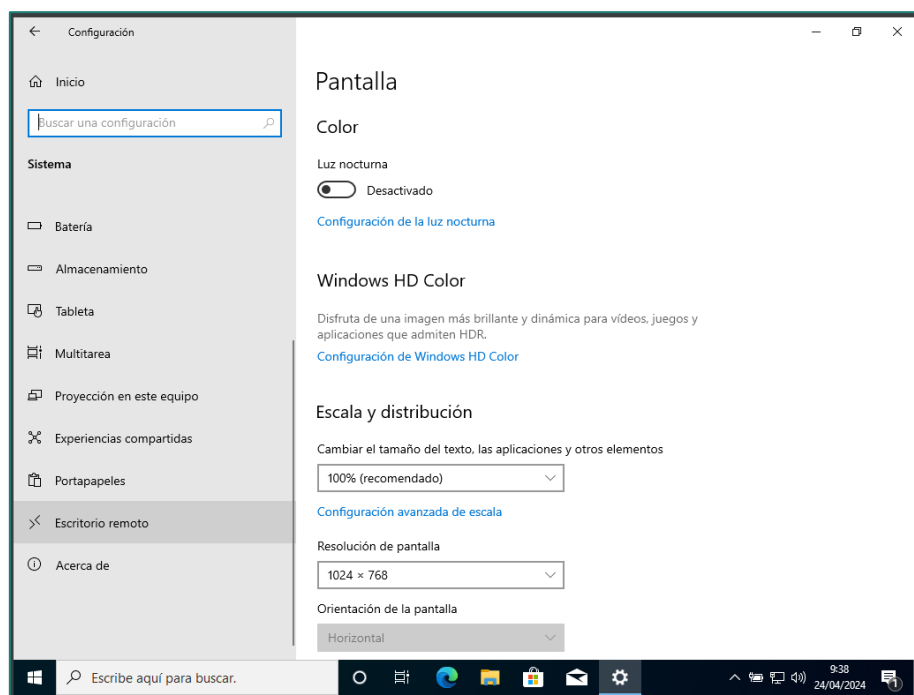 Configuración
Inicio
Buscar una configuración
Sistema
Batería
Almacenamiento
Tableta
Multitarea
Proyección en este equipo
Experiencias compartidas
Portapapeles
Escritorio remoto
Acerca de
Pantalla
Color
Luz nocturna
Desactivado
Configuración de la luz nocturna
Windows HD Color
Disfruta de una imagen más brillante y dinámica para vídeos, juegos y
aplicaciones que admiten HDR.
Configuración de Windows HD Color
Escala y distribución
Cambiar el tamaño del texto, las aplicaciones y otros elementos
100% (recomendado)
Configuración avanzada de escala
Resolución de pantalla
1024 × 768
Orientación de la pantalla
Horizontal
Escribe aquí para buscar.
9:38
24/04/2024
1